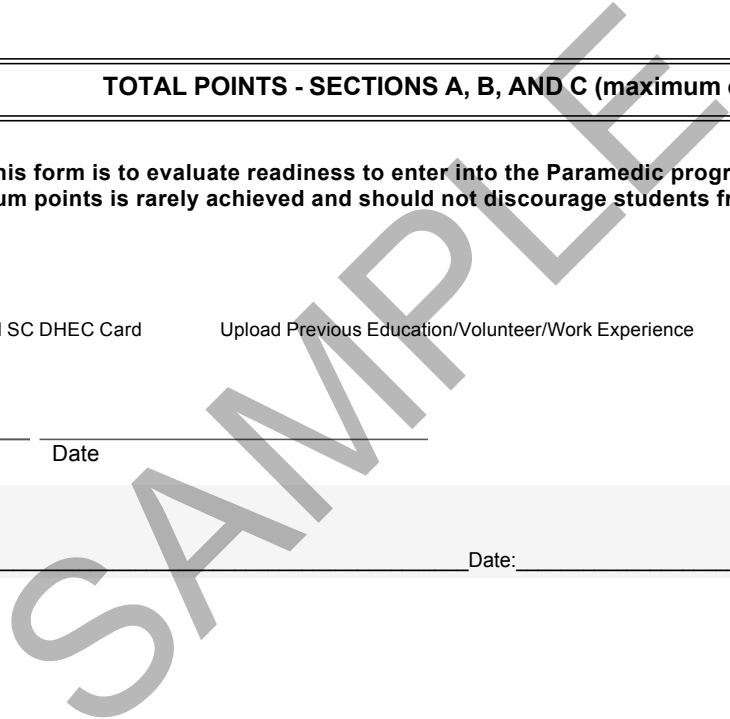 TOTAL POINTS - SECTIONS A, B, AND C (maximum
his form is to evaluate readiness to enter into the Paramedic progr
um points is rarely achieved and should not discourage students fr
SC DHEC Card Upload Previous Education/Volunteer/Work Experience
Date
Date:
SAMPLE